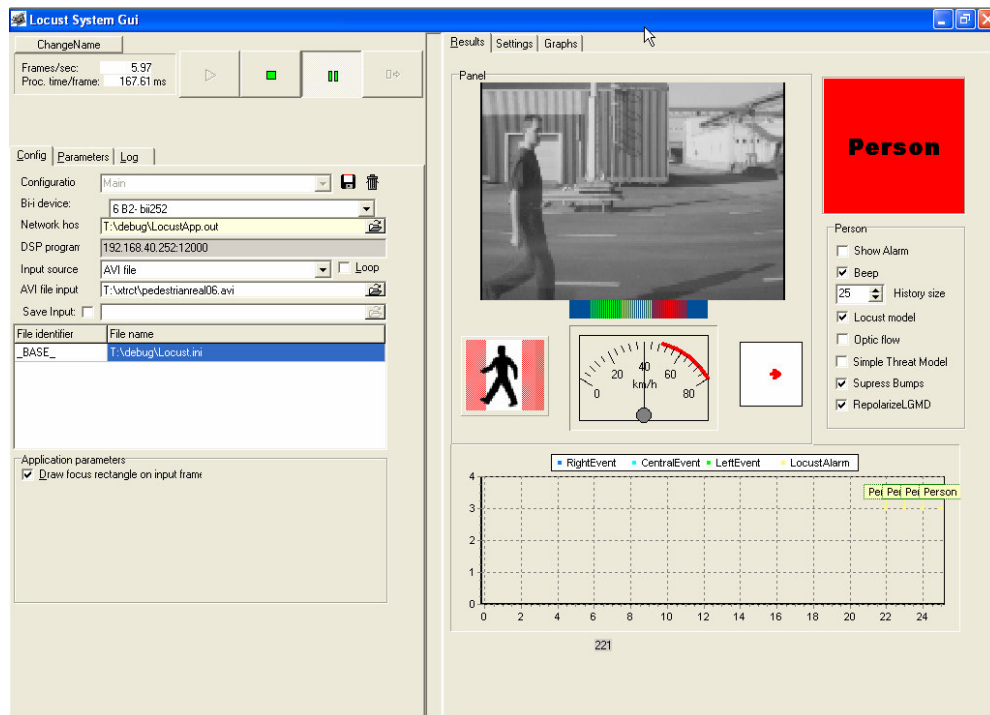 Locust System Gui
ChangeName
Frames/sec: 5.97
Proc. time/frame: 167.61 ms
Config Parameters Log
Configuratio Main
Bi-i device: 6 B2- bii252
Network hos T:\debug\LocustApp.out
DSP program 192.168.40.252:12000
Input source AVI file Loop
AVI file input T:\xtrct\pedestrianreal06.avi
Save Input:
File identifier File name
_BASE_ T:\debug\Locust.ini
Application parameters
Draw focus rectangle on input frame
Results Settings Graphs
Panel
Person
0 20 40 60 80
km/h
Person
Show Alarm
Beep
25 History size
Locust model
Optic flow
Simple Threat Model
Supress Bumps
RepolarizeLGMD
RightEvent CentralEvent LeftEvent LocustAlarm
Per Per Per Person
4
3
2
1
0
0 2 4 6 8 10 12 14 16 18 20 22 24
221